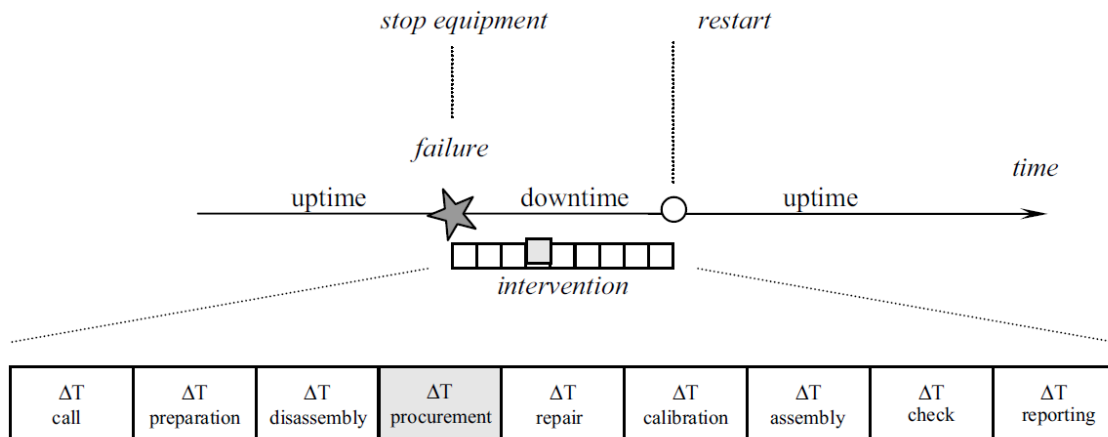 stop equipment
restart
failure
time
uptime
downtime
uptime
intervention
ΔT
call
ΔT
preparation
ΔT
disassembly
ΔT
procurement
ΔT
repair
ΔT
calibration
ΔT
assembly
ΔT
check
ΔT
reporting